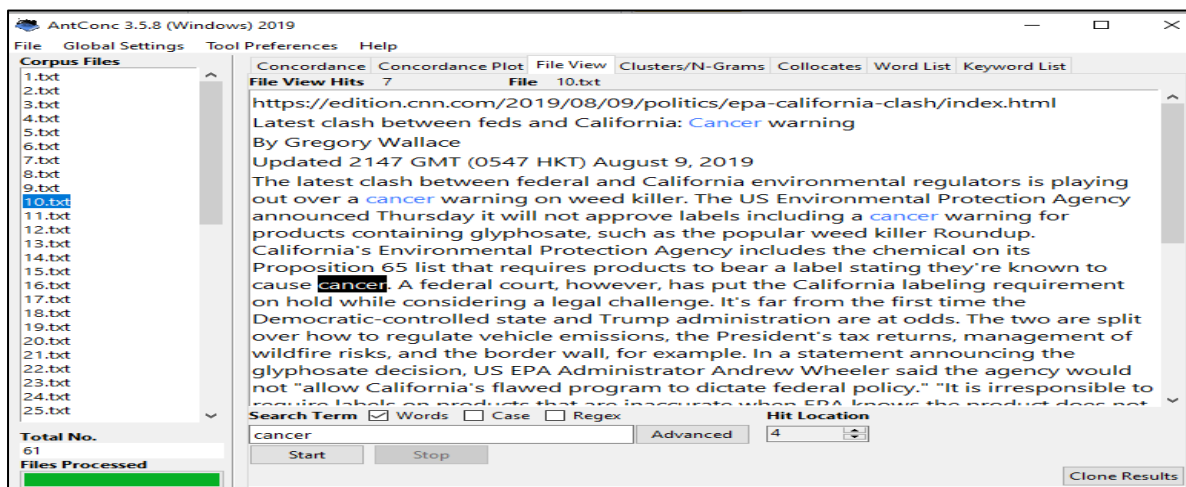 AntConc 3.5.8 (Windows) 2019
File Global Settings Tool Preferences Help
Corpus Files
1.txt
2.txt
3.txt
4.txt
5.txt
6.txt
7.txt
8.txt
9.txt
10.txt
11.txt
12.txt
13.txt
14.txt
15.txt
16.txt
17.txt
18.txt
19.txt
20.txt
21.txt
22.txt
23.txt
24.txt
25.txt
Total No.
61
Files Processed
Concordance Concordance Plot File View Clusters/N-Grams Collocates Word List Keyword List
File View Hits 7 File 10.txt
https://edition.cnn.com/2019/08/09/politics/epa-california-clash/index.html
Latest clash between feds and California: Cancer warning
By Gregory Wallace
Updated 2147 GMT (0547 HKT) August 9, 2019
The latest clash between federal and California environmental regulators is playing
out over a cancer warning on weed killer. The US Environmental Protection Agency
announced Thursday it will not approve labels including a cancer warning for
products containing glyphosate, such as the popular weed killer Roundup.
California's Environmental Protection Agency includes the chemical on its
Proposition 65 list that requires products to bear a label stating they're known to
cause cancer. A federal court, however, has put the California labeling requirement
on hold while considering a legal challenge. It's far from the first time the
Democratic-controlled state and Trump administration are at odds. The two are split
over how to regulate vehicle emissions, the President's tax returns, management of
wildfire risks, and the border wall, for example. In a statement announcing the
glyphosate decision, US EPA Administrator Andrew Wheeler said the agency would
not "allow California's flawed program to dictate federal policy." "It is irresponsible to
require labels on products that are inaccurate when EPA knows the product does not
Search Term Words Case Regex Hit Location
cancer Advanced 4
Start Stop
Clone Results